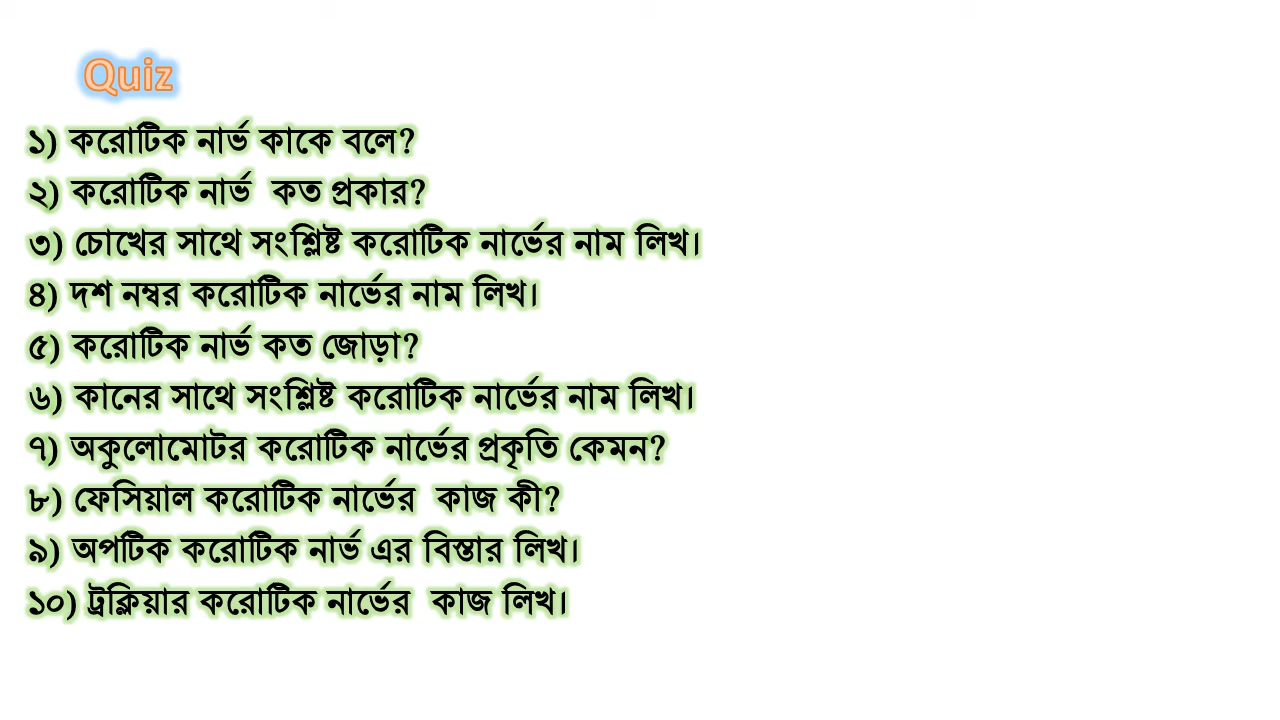 Quiz
১) করোটিক নার্ভ কাকে বলে?
২) করোটিক নার্ভ কত প্রকার?
৩) চোখের সাথে সংশ্লিষ্ট করোটিক নার্ভের নাম লিখ।
৪) দশ নম্বর করোটিক নার্ভের নাম লিখ।
৫) করোটিক নার্ভ কত জোড়া?
৬) কানের সাথে সংশ্লিষ্ট করোটিক নার্ভের নাম লিখ।
৭) অকুলোমোটর করোটিক নার্ভের প্রকৃতি কেমন?
৮) ফেসিয়াল করোটিক নার্ভের কাজ কী?
৯) অপটিক করোটিক নার্ভ এর বিস্তার লিখ।
১০) ট্রক্লিয়ার করোটিক নার্ভের কাজ লিখ।